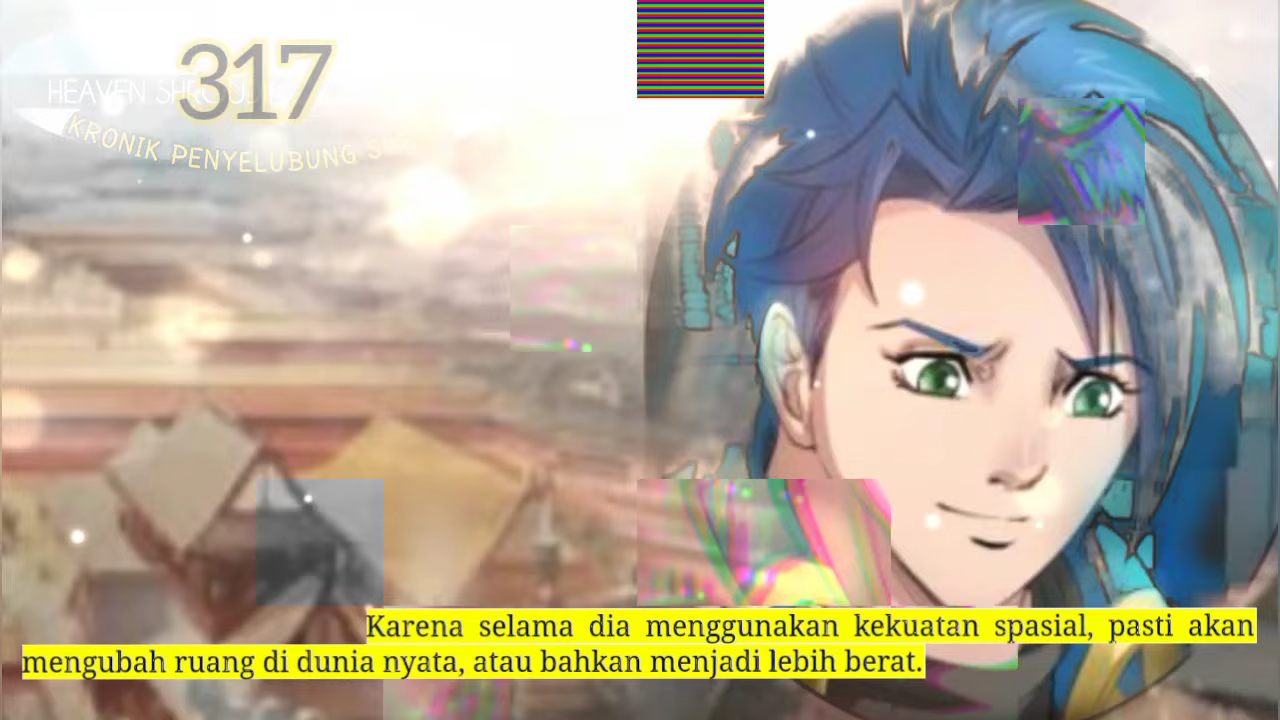 317
HEAVEN
KRONIK PENYELUBUNG S
Karena selama dia menggunakan kekuatan spasial, pasti akan
mengubah ruang di dunia nyata, atau bahkan menjadi lebih berat.